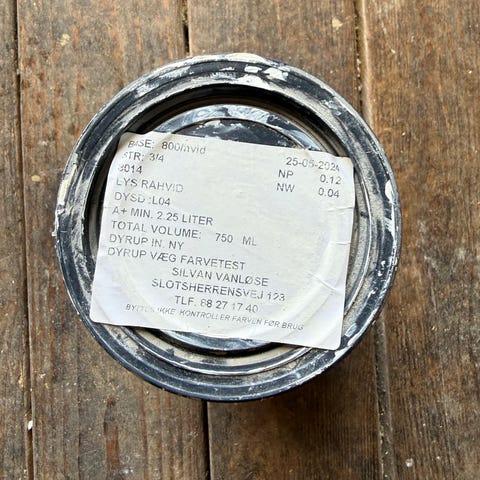 BASE: 800/hvid
STR: 3/4 25-05-2024
8014 NP 0.12
LYS RÅHVID NW 0.04
DYSD :L04
A+ MIN. 2.25 LITER
TOTAL VOLUME: 750 ML
DYRUP IN. NY
DYRUP VÆG FARVETEST
SILVAN VANLØSE
SLOTSHERRENSVEJ 123
TLF. 88 27 17 40
BYTTES IKKE, KONTROLLER FARVEN FØR BRUG